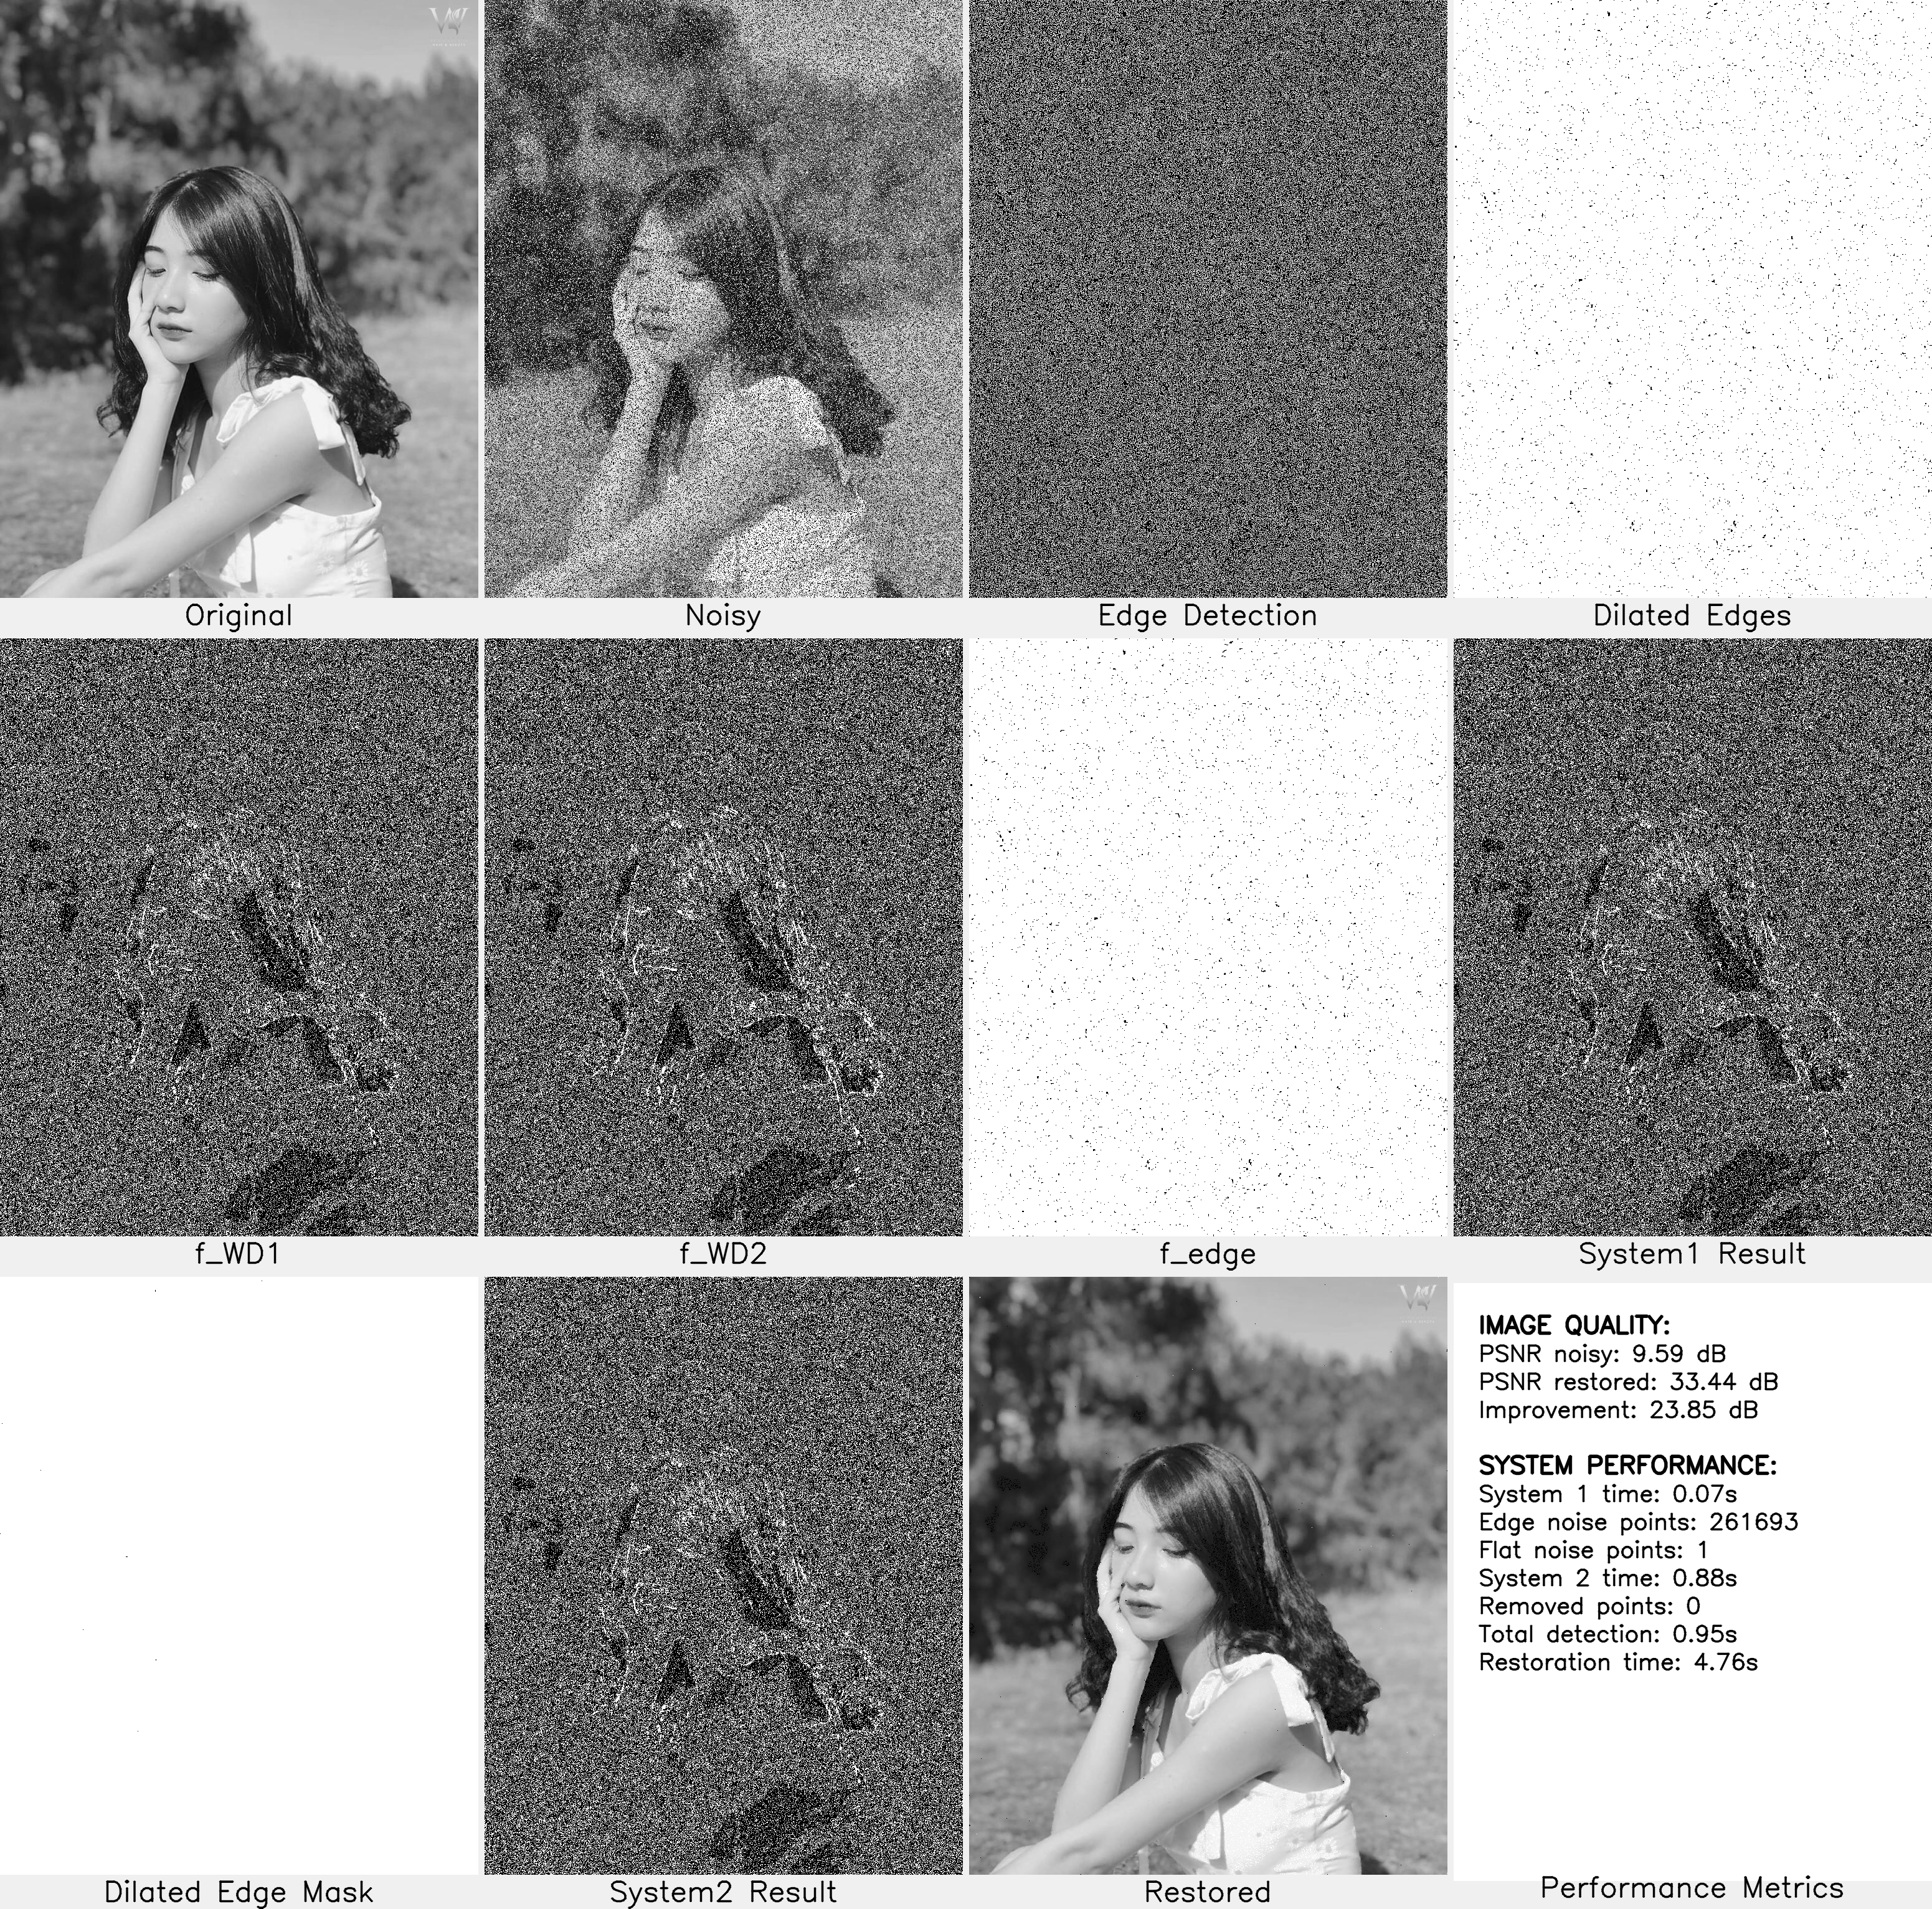 Original
Noisy
Edge Detection
Dilated Edges
f_WD1
f_WD2
f_edge
System1 Result
IMAGE QUALITY:
PSNR noisy: 9.59 dB
PSNR restored: 33.44 dB
Improvement: 23.85 dB
SYSTEM PERFORMANCE:
System 1 time: 0.07s
Edge noise points: 261693
Flat noise points: 1
System 2 time: 0.88s
Removed points: 0
Total detection: 0.95s
Restoration time: 4.76s
Dilated Edge Mask
System2 Result
Restored
Performance Metrics